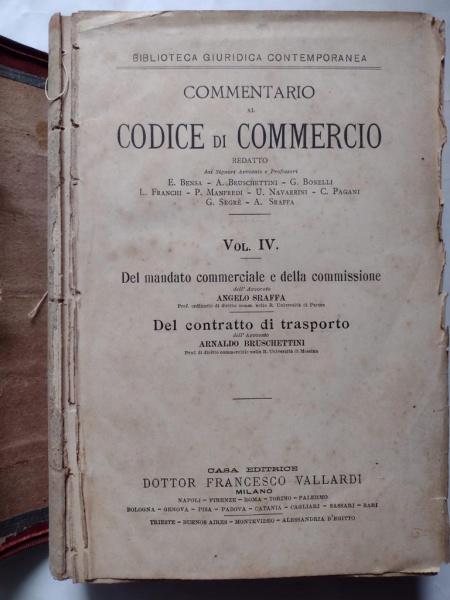 BIBLIOTECA GIURIDICA CONTEMPORANEA
COMMENTARIO
AL
CODICE DI COMMERCIO
REDATTO
dai Signori Avvocati e Professori
E. BENSA – A. BRUSCHETTINI – G. BONELLI
L. FRANCHI – P. MANFREDI – U. NAVARRINI – C. PAGANI
G. SEGRÈ – A. SRAFFA
VOL. IV.
Del mandato commerciale e della commissione
dell' Avvocato
ANGELO SRAFFA
Prof. ordinario di diritto comm. nella R. Università di Parma
Del contratto di trasporto
dell' Avvocato
ARNALDO BRUSCHETTINI
Prof. di diritto commerciale nella R. Università di Messina
CASA EDITRICE
DOTTOR FRANCESCO VALLARDI
MILANO
NAPOLI – FIRENZE – ROMA – TORINO – PALERMO
BOLOGNA – GENOVA – PISA – PADOVA – CATANIA – CAGLIARI – SASSARI – BARI
TRIESTE – BUENOS AIRES – MONTEVIDEO – ALESSANDRIA D'EGITTO